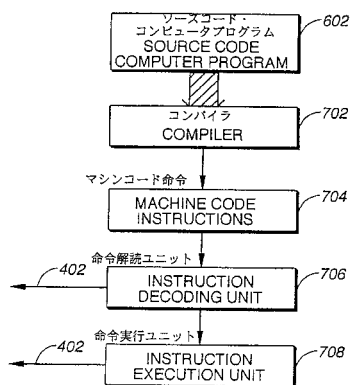 ソースコード・
コンピュータプログラム
SOURCE CODE
COMPUTER PROGRAM
602
コンパイラ
COMPILER
702
マシンコード命令
MACHINE CODE
INSTRUCTIONS
704
命令解読ユニット
402
INSTRUCTION
DECODING UNIT
706
命令実行ユニット
402
INSTRUCTION
EXECUTION UNIT
708